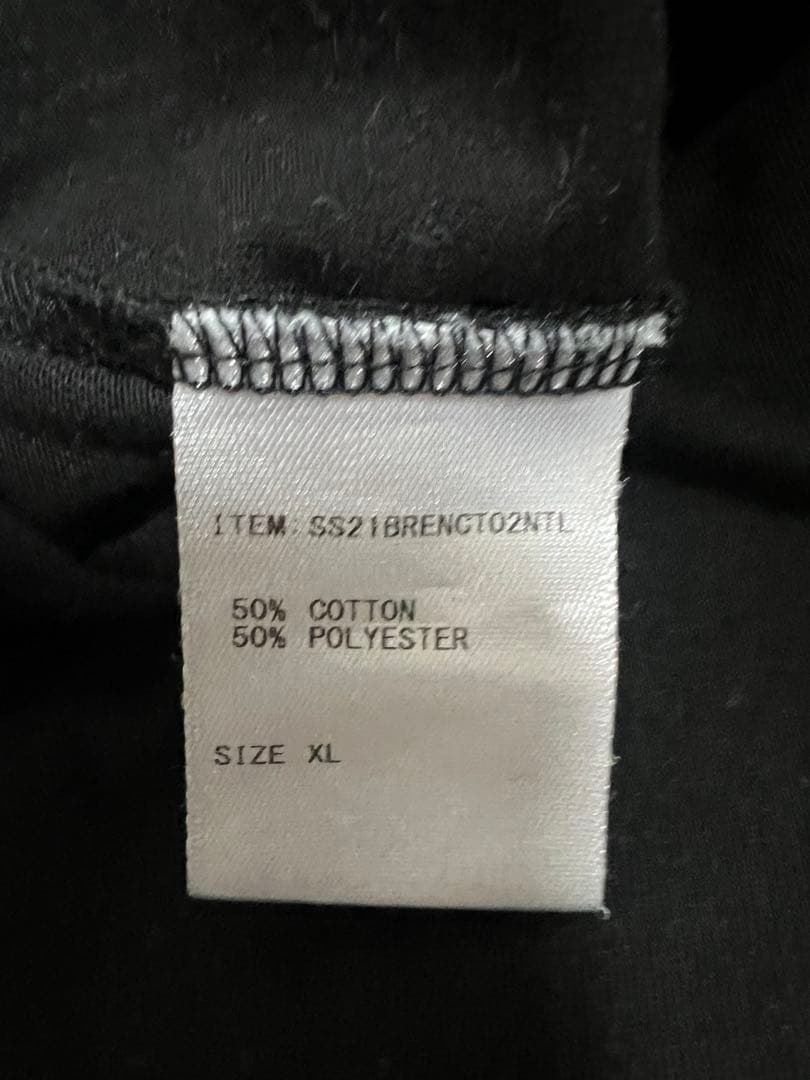 ITEM: SS21BRENCT02NTL
50% COTTON
50% POLYESTER
SIZE XL